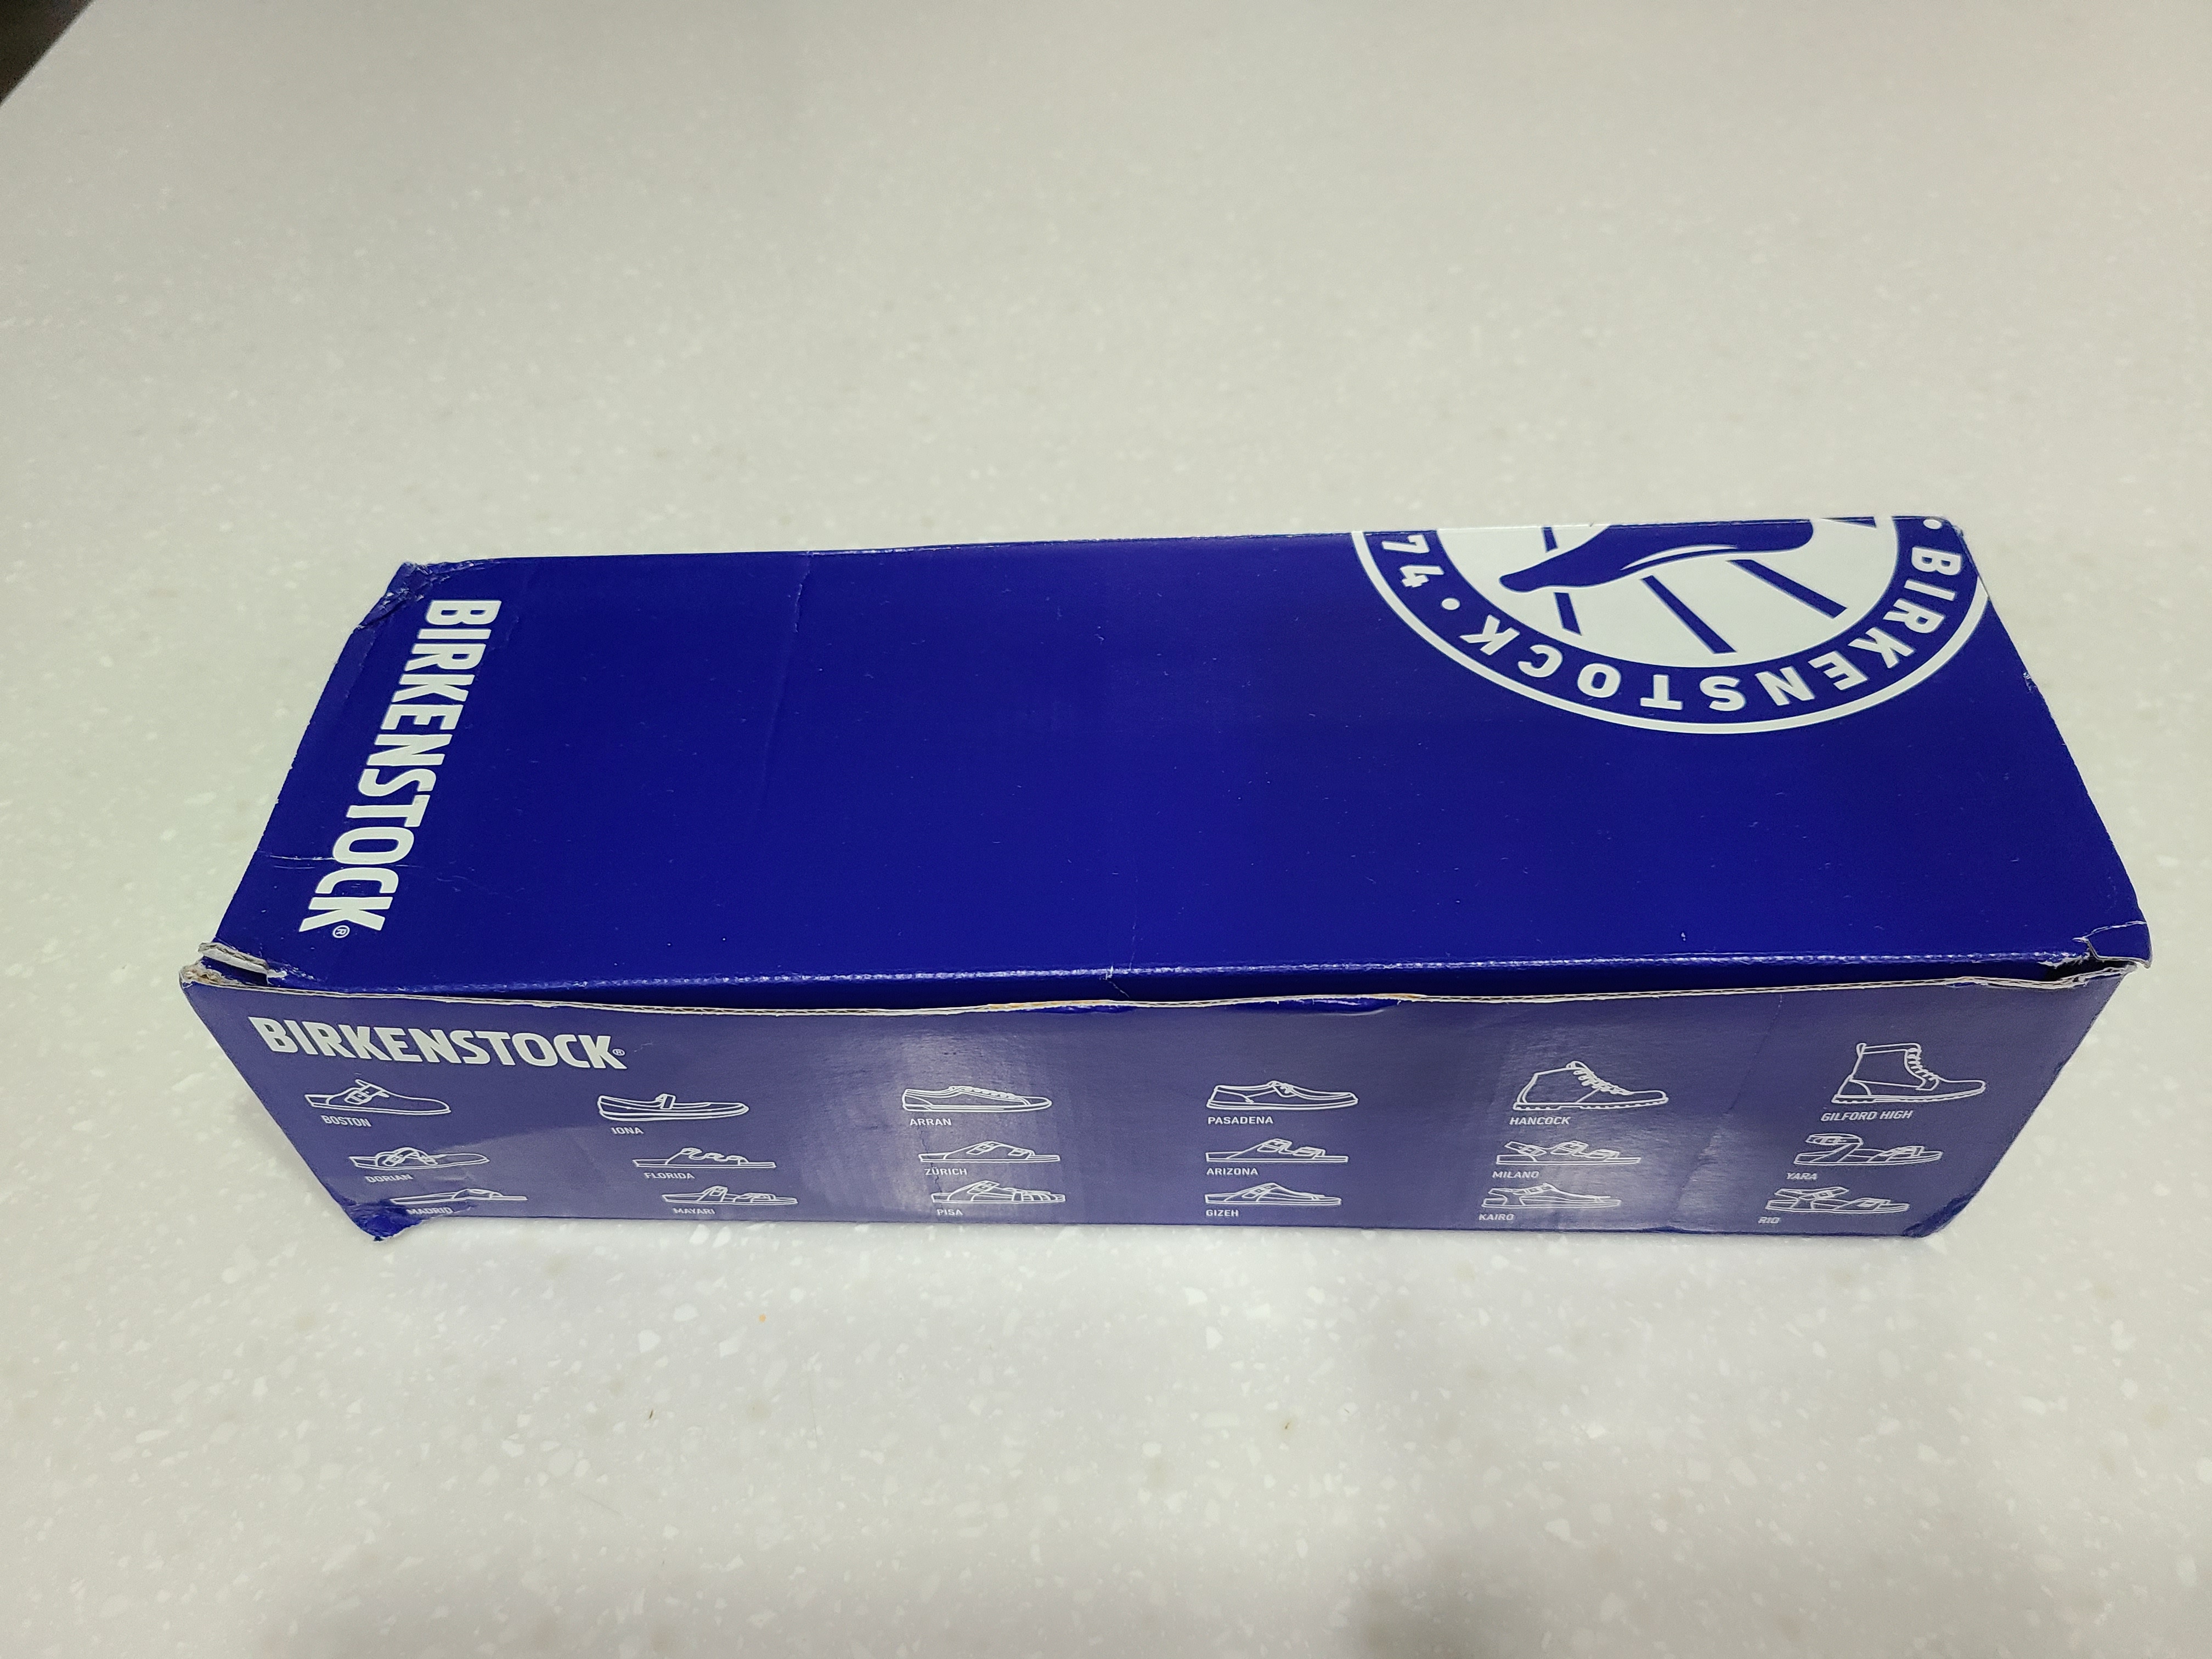 BIRKENSTOCK®
74 • BIRKENSTOCK •
BIRKENSTOCK®
BOSTON IONA ARRAN PASADENA HANCOCK GILFORD HIGH
DORIAN FLORIDA ZÜRICH ARIZONA MILANO YARA
MADRID MAYARI PISA GIZEH KAIRO RIO